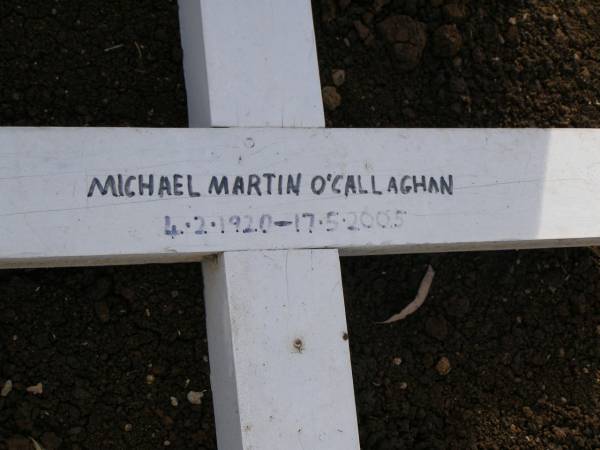 MICHAEL MARTIN O'CALLAGHAN
4.2.1920-17.5.2005